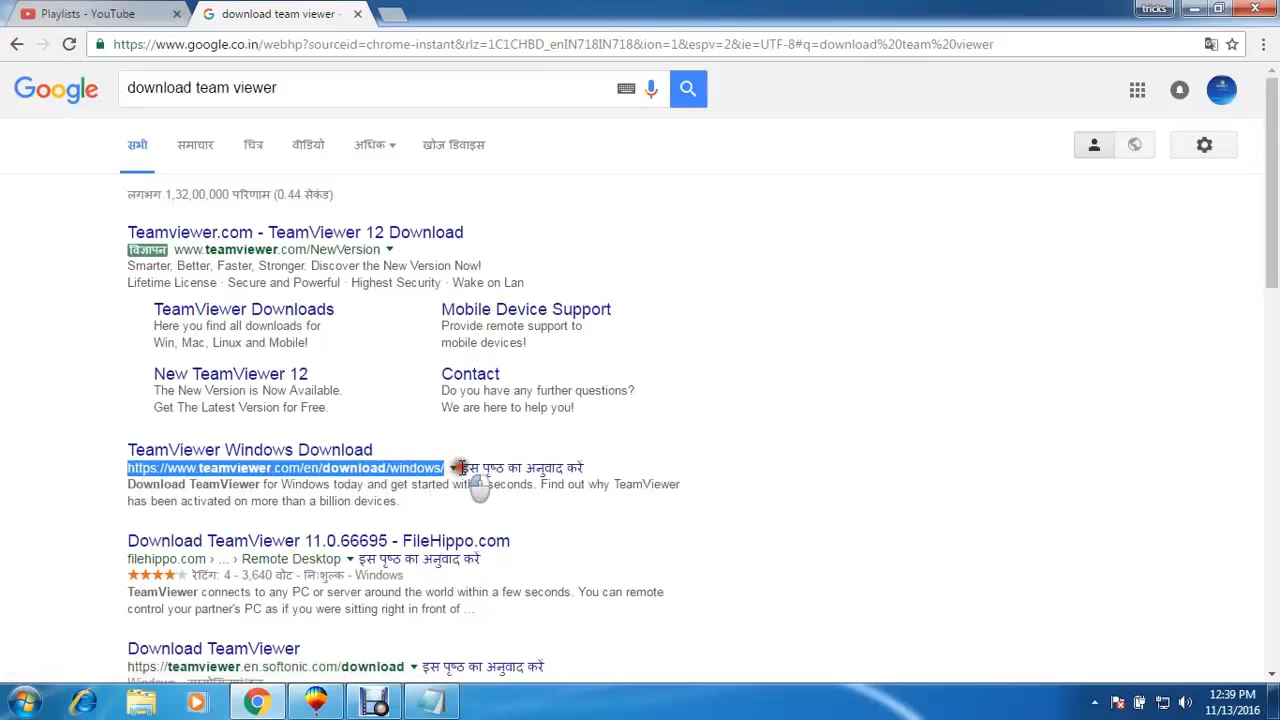 Playlists - YouTube
download team viewer -
tricks
https://www.google.co.in/webhp?sourceid=chrome-instant&rlz=1C1CHBD_enIN718IN718&ion=1&espv=2&ie=UTF-8#q=download%20team%20viewer
Google
download team viewer
सभी समाचार चित्र वीडियो अधिक खोज डिवाइस
लगभग 1,32,00,000 परिणाम (0.44 सेकंड)
Teamviewer.com - TeamViewer 12 Download
विज्ञापन www.teamviewer.com/NewVersion
Smarter, Better, Faster, Stronger. Discover the New Version Now!
Lifetime License · Secure and Powerful · Highest Security · Wake on Lan
TeamViewer Downloads
Here you find all downloads for
Win, Mac, Linux and Mobile!
Mobile Device Support
Provide remote support to
mobile devices!
New TeamViewer 12
The New Version is Now Available.
Get The Latest Version for Free.
Contact
Do you have any further questions?
We are here to help you!
TeamViewer Windows Download
https://www.teamviewer.com/en/download/windows/ इस पृष्ठ का अनुवाद करें
Download TeamViewer for Windows today and get started with seconds. Find out why TeamViewer
has been activated on more than a billion devices.
Download TeamViewer 11.0.66695 - FileHippo.com
filehippo.com › ... › Remote Desktop इस पृष्ठ का अनुवाद करें
रेटिंग: 4 - 3,640 वोट - निःशुल्क - Windows
TeamViewer connects to any PC or server around the world within a few seconds. You can remote
control your partner's PC as if you were sitting right in front of ...
Download TeamViewer
https://teamviewer.en.softonic.com/download इस पृष्ठ का अनुवाद करें
12:39 PM
11/13/2016